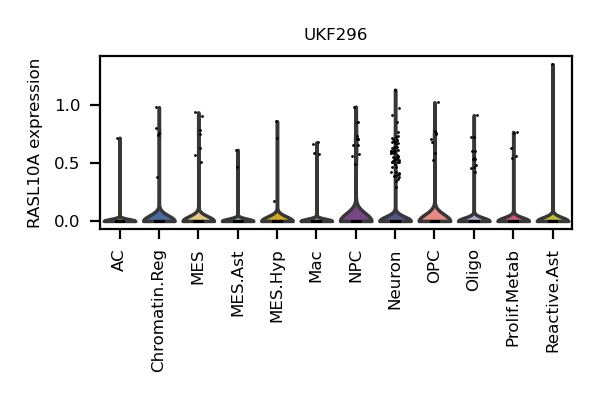 UKF296
RASL10A expression
1.0
0.5
0.0
AC
Chromatin.Reg
MES
MES.Ast
MES.Hyp
Mac
NPC
Neuron
OPC
Oligo
Prolif.Metab
Reactive.Ast